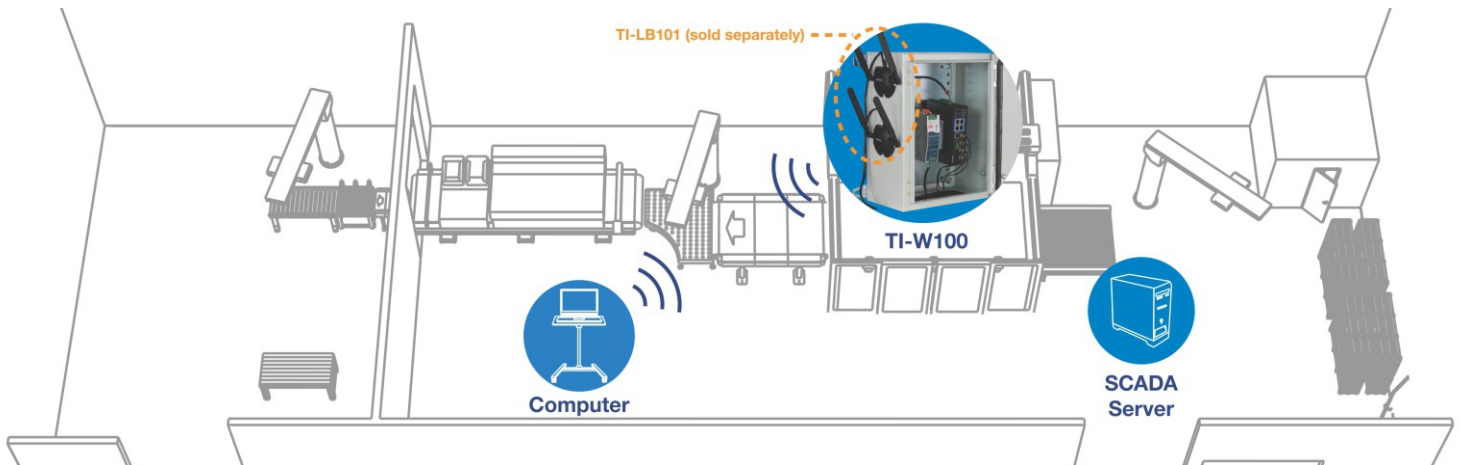 TI-LB101 (sold separately)
TI-W100
Computer
SCADA
Server